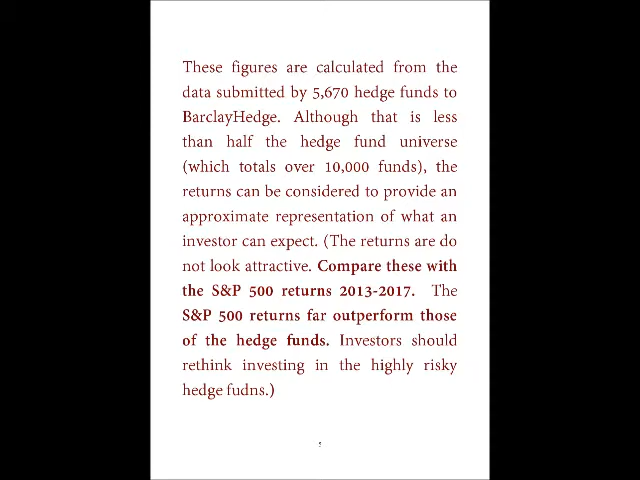 These figures are calculated from the
data submitted by 5,670 hedge funds to
BarclayHedge. Although that is less
than half the hedge fund universe
(which totals over 10,000 funds), the
returns can be considered to provide an
approximate representation of what an
investor can expect. (The returns are do
not look attractive. Compare these with
the S&P 500 returns 2013-2017. The
S&P 500 returns far outperform those
of the hedge funds. Investors should
rethink investing in the highly risky
hedge fudns.)